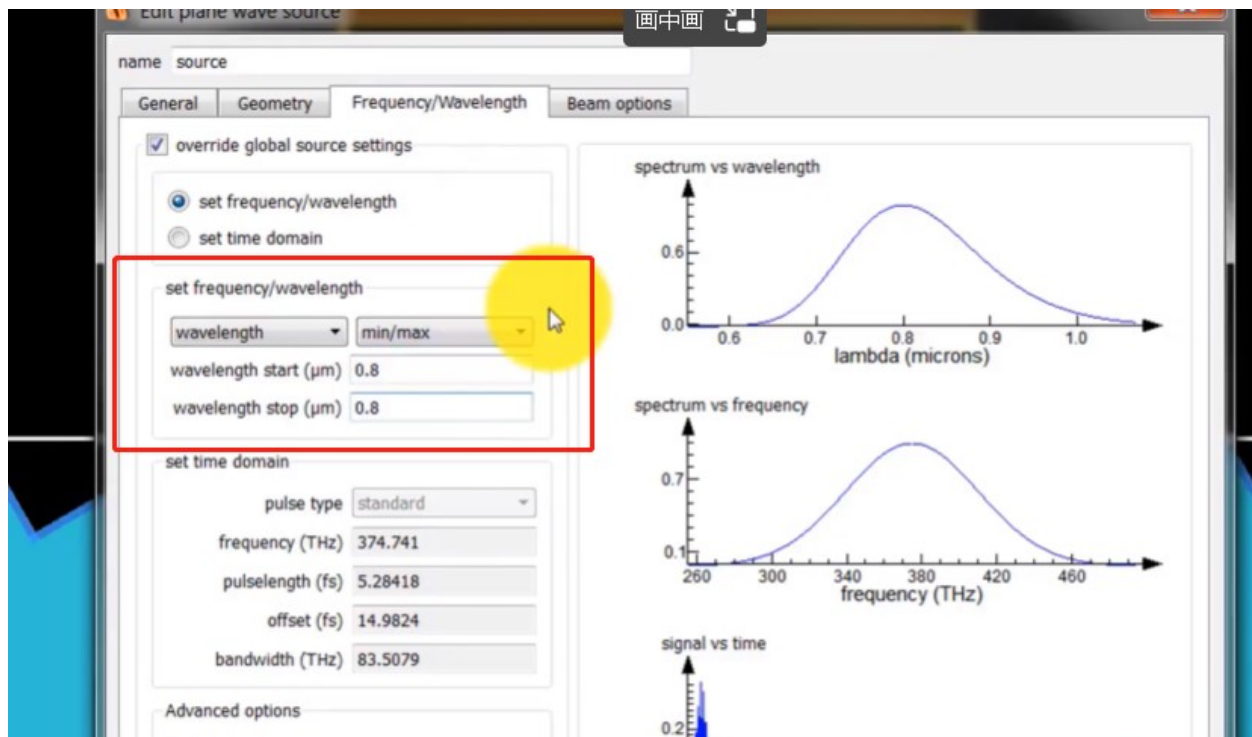 Edit plane wave source
画中画
name source
General Geometry Frequency/Wavelength Beam options
override global source settings
set frequency/wavelength
set time domain
set frequency/wavelength
wavelength min/max
wavelength start (μm) 0.8
wavelength stop (μm) 0.8
set time domain
pulse type standard
frequency (THz) 374.741
pulselength (fs) 5.28418
offset (fs) 14.9824
bandwidth (THz) 83.5079
Advanced options
spectrum vs wavelength
0.6
0.0
0.6 0.7 0.8 0.9 1.0
lambda (microns)
spectrum vs frequency
0.7
0.1
260 300 340 380 420 460
frequency (THz)
signal vs time
0.2